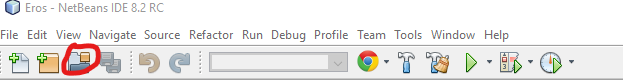 Eros - NetBeans IDE 8.2 RC
File Edit View Navigate Source Refactor Run Debug Profile Team Tools Window Help